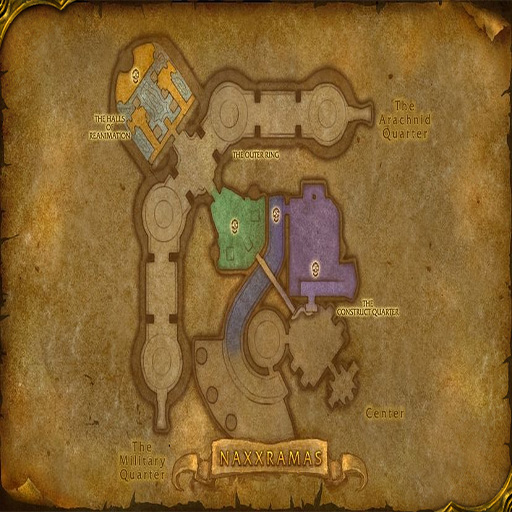 THE HALLS
OF
REANIMATION
The
Arachnid
Quarter
THE OUTER RING
THE
CONSTRUCT QUARTER
Center
The
Military
Quarter
NAXXRAMAS